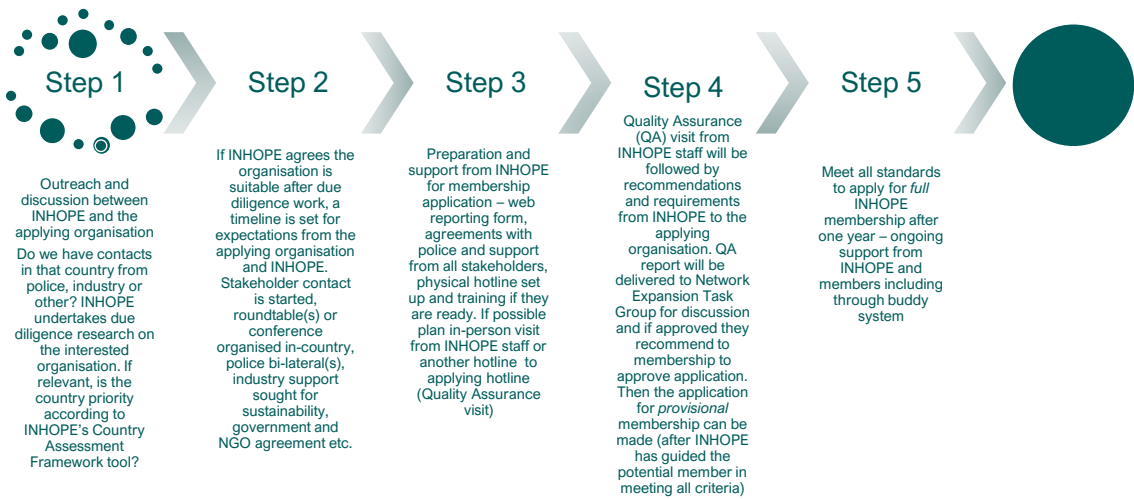 Step 1
Outreach and
discussion between
INHOPE and the
applying organisation
Do we have contacts
in that country from
police, industry or
other? INHOPE
undertakes due
diligence research on
the interested
organisation. If
relevant, is the
country priority
according to
INHOPE's Country
Assessment
Framework tool?
Step 2
If INHOPE agrees the
organisation is
suitable after due
diligence work, a
timeline is set for
expectations from the
applying organisation
and INHOPE.
Stakeholder contact
is started,
roundtable(s) or
conference
organised in-country,
police bi-lateral(s),
industry support
sought for
sustainability,
government and
NGO agreement etc.
Step 3
Preparation and
support from INHOPE
for membership
application – web
reporting form,
agreements with
police and support
from all stakeholders,
physical hotline set
up and training if they
are ready. If possible
plan in-person visit
from INHOPE staff or
another hotline to
applying hotline
(Quality Assurance
visit)
Step 4
Quality Assurance
(QA) visit from
INHOPE staff will be
followed by
recommendations
and requirements
from INHOPE to the
applying
organisation. QA
report will be
delivered to Network
Expansion Task
Group for discussion
and if approved they
recommend to
membership to
approve application.
Then the application
for provisional
membership can be
made (after INHOPE
has guided the
potential member in
meeting all criteria)
Step 5
Meet all standards
to apply for full
INHOPE
membership after
one year – ongoing
support from
INHOPE and
members including
through buddy
system